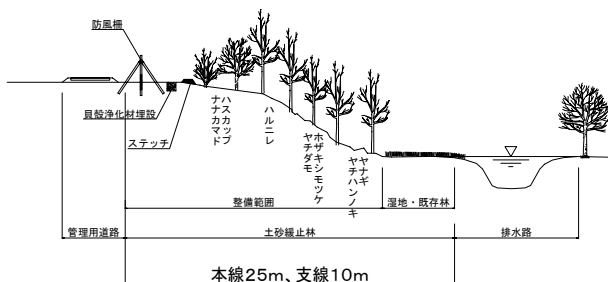 防風柵
貝殻浄化材埋設
ステッチ
ナナカマド
ハスカップ
ハルニレ
ヤチダモ
ホザキシモツケ
ヤチハンノキ
ヤナギ
整備範囲
湿地・既存林
管理用道路
土砂緩止林
排水路
本線25m、支線10m